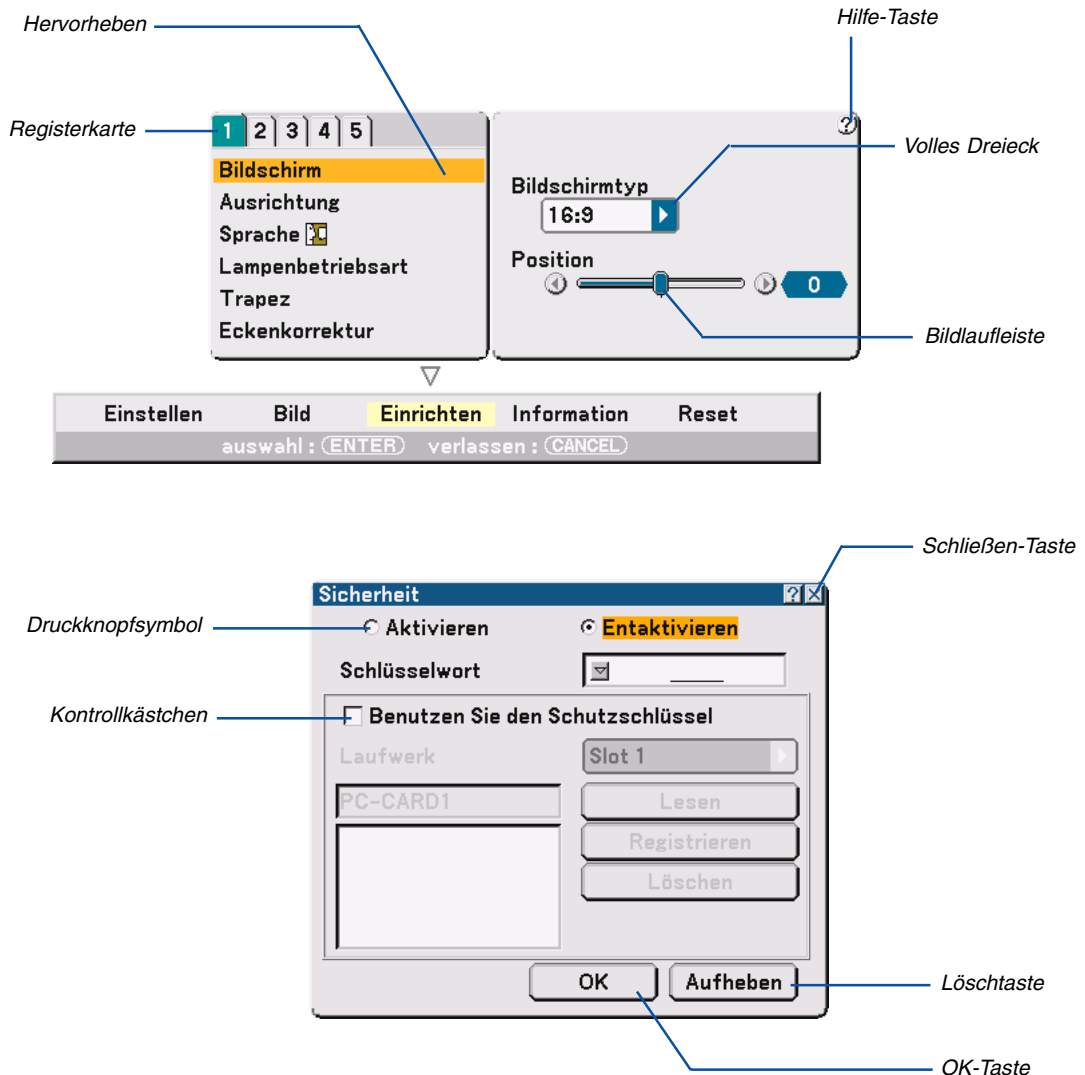 Hervorheben
Hilfe-Taste
Registerkarte
1 2 3 4 5
?
Volles Dreieck
Bildschirm
Ausrichtung
Sprache
Lampenbetriebsart
Trapez
Eckenkorrektur
Bildschirmtyp
16:9
Position
0
Bildlaufleiste
Einstellen Bild Einrichten Information Reset
auswahl : ENTER verlassen : CANCEL
Schließen-Taste
Sicherheit ? X
Druckknopfsymbol
Aktivieren Entaktivieren
Schlüsselwort
Kontrollkästchen
Benutzen Sie den Schutzschlüssel
Laufwerk Slot 1
PC-CARD1 Lesen
Registrieren
Löschen
OK Aufheben
Löschtaste
OK-Taste